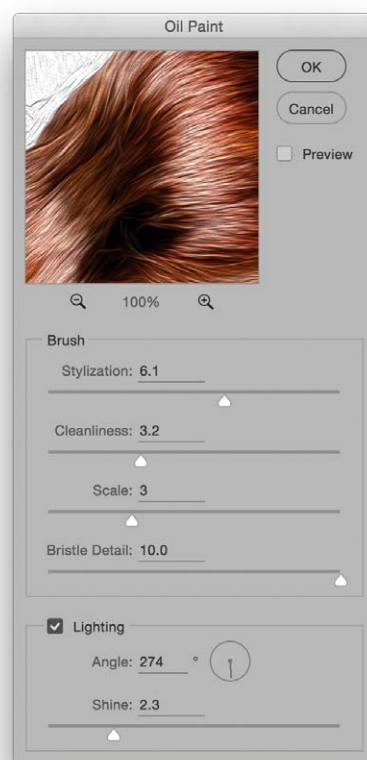 Oil Paint
OK
Cancel
Preview
100%
Brush
Stylization: 6.1
Cleanliness: 3.2
Scale: 3
Bristle Detail: 10.0
Lighting
Angle: 274 °
Shine: 2.3